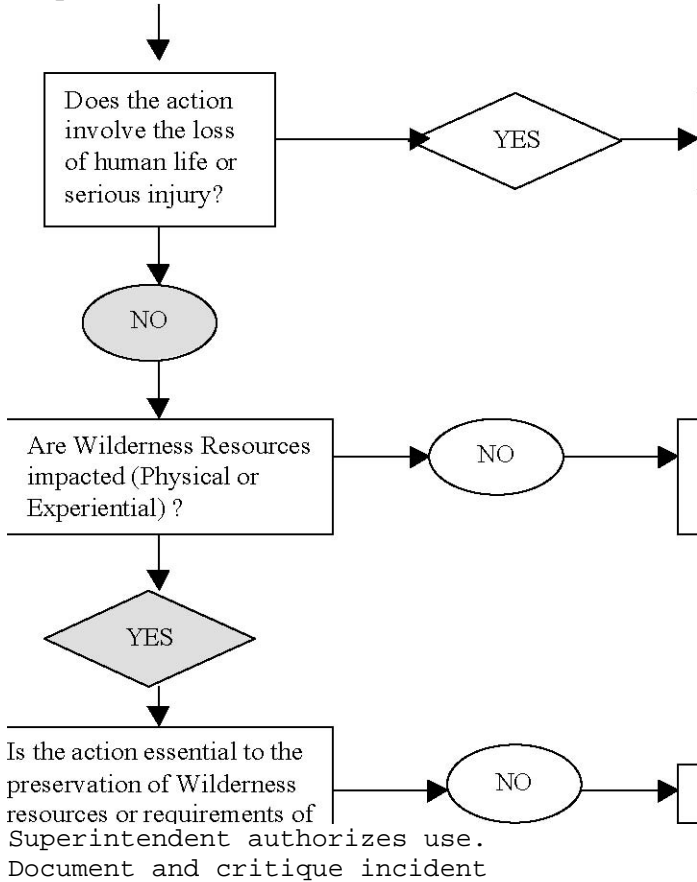 Does the action
involve the loss
of human life or
serious injury?
YES
NO
Are Wilderness Resources
impacted (Physical or
Experiential) ?
NO
YES
Is the action essential to the
preservation of Wilderness
resources or requirements of
NO
Superintendent authorizes use.
Document and critique incident